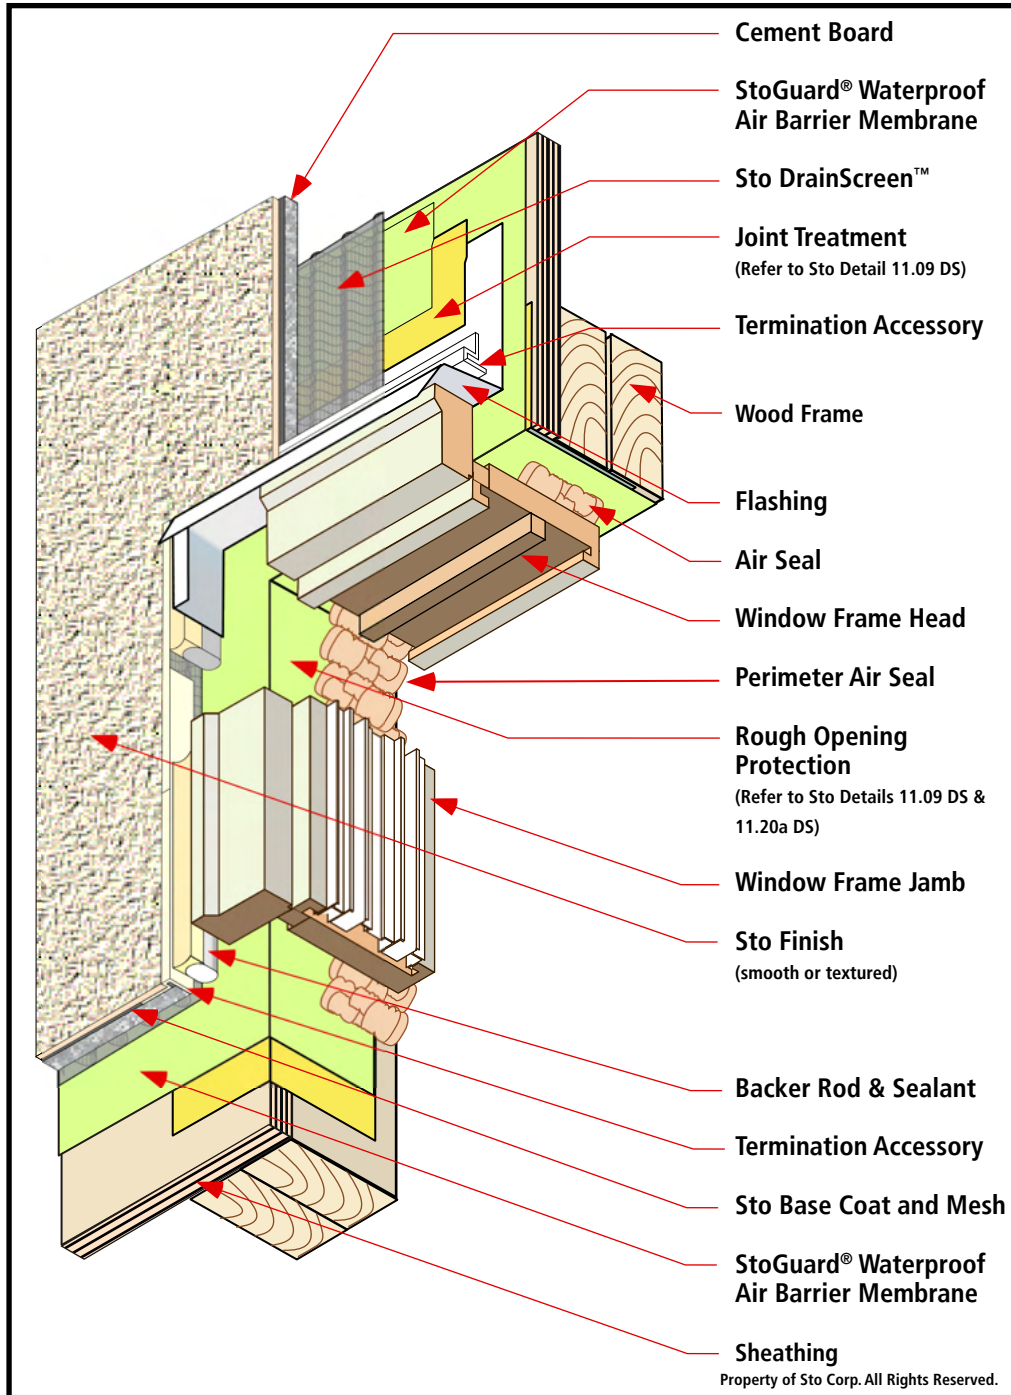 Cement Board
StoGuard® Waterproof
Air Barrier Membrane
Sto DrainScreen™
Joint Treatment
(Refer to Sto Detail 11.09 DS)
Termination Accessory
Wood Frame
Flashing
Air Seal
Window Frame Head
Perimeter Air Seal
Rough Opening
Protection
(Refer to Sto Details 11.09 DS &
11.20a DS)
Window Frame Jamb
Sto Finish
(smooth or textured)
Backer Rod & Sealant
Termination Accessory
Sto Base Coat and Mesh
StoGuard® Waterproof
Air Barrier Membrane
Sheathing
Property of Sto Corp. All Rights Reserved.